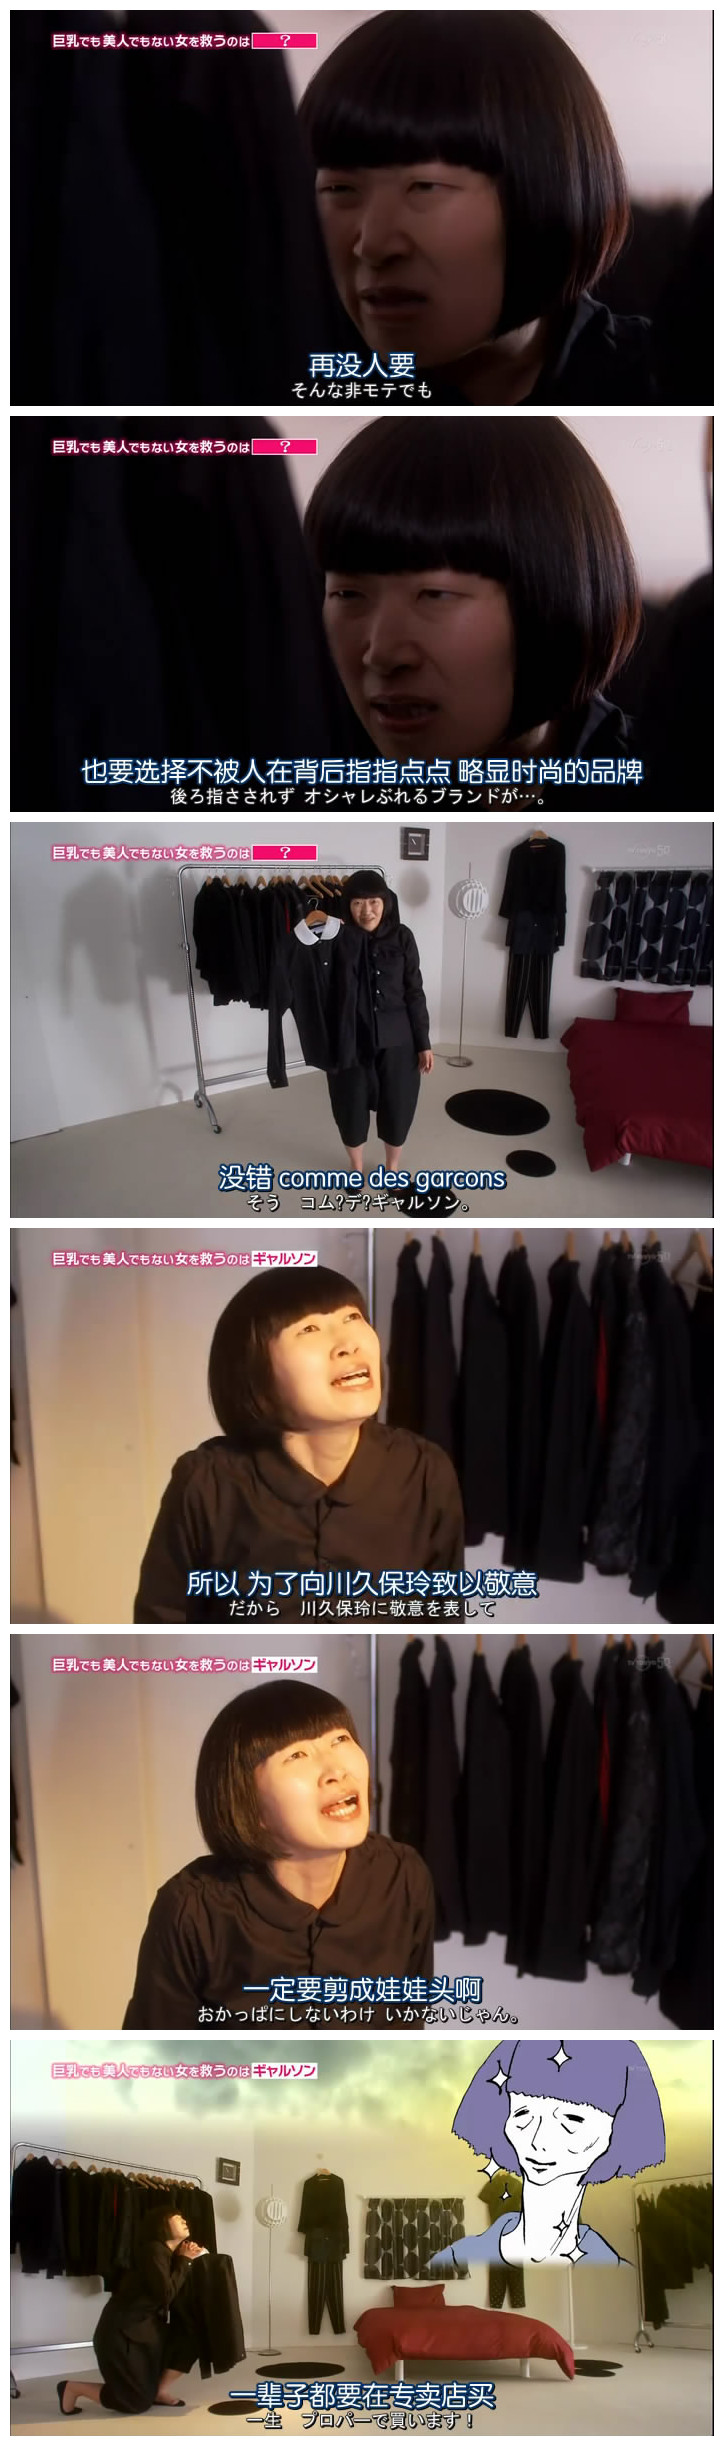 巨乳でも美人でもない女を救うのは ？
再没人要
そんな非モテでも
巨乳でも美人でもない女を救うのは ？
也要选择不被人在背后指指点点 略显时尚的品牌
後ろ指さされず オシャレぶれるブランドが…。
巨乳でも美人でもない女を救うのは ？
没错 comme des garcons
そう　コム?デ?ギャルソン。
巨乳でも美人でもない女を救うのは ギャルソン
所以 为了向川久保玲致以敬意
だから　川久保玲に敬意を表して
巨乳でも美人でもない女を救うのは ギャルソン
一定要剪成娃娃头啊
おかっぱにしないわけ いかないじゃん。
巨乳でも美人でもない女を救うのは ギャルソン
一辈子都要在专卖店买
一生　プロパーで買います！